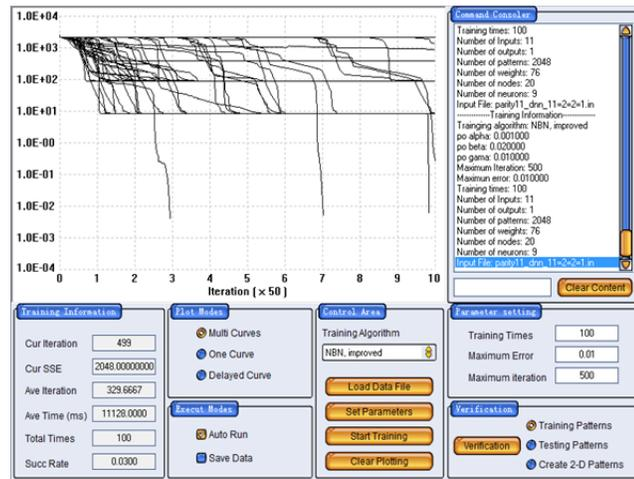 1.0E+04
1.0E+03
1.0E+02
1.0E+01
1.0E-00
1.0E-01
1.0E-02
1.0E-03
1.0E-04
0 1 2 3 4 5 6 7 8 9 10
Iteration ( × 50 )
Command Consoler
Training times: 100
Number of Inputs: 11
Number of outputs: 1
Number of patterns: 2048
Number of weights: 76
Number of nodes: 20
Number of neurons: 9
Input File: parity11_dnn_11=2=2=1.in
--------------Training Information--------------
Trainging algorithm: NBN, improved
po alpha: 0.001000
po beta: 0.020000
po gama: 0.010000
Maximum Iteration: 500
Maximun error: 0.010000
Training times: 100
Number of Inputs: 11
Number of outputs: 1
Number of patterns: 2048
Number of weights: 76
Number of nodes: 20
Number of neurons: 9
Input File: parity11_dnn_11=2=2=1.in
Clear Content
Training Information
Cur Iteration 499
Cur SSE 2048.00000000
Ave Iteration 329.6667
Ave Time (ms) 11128.0000
Total Times 100
Succ Rate 0.0300
Plot Modes
Multi Curves
One Curve
Delayed Curve
Execut Modes
Auto Run
Save Data
Control Area
Training Algorithm
NBN, improved
Load Data File
Set Parameters
Start Training
Clear Plotting
Parameter setting
Training Times 100
Maximum Error 0.01
Maximum iteration 500
Verification
Verification
Training Patterns
Testing Patterns
Create 2-D Patterns